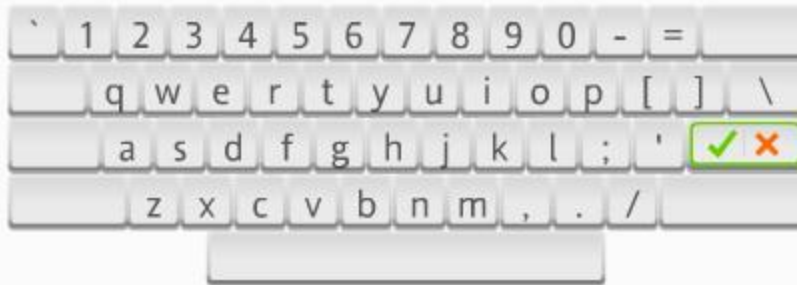 ` 1 2 3 4 5 6 7 8 9 0 - =
q w e r t y u i o p [ ] \
a s d f g h j k l ; '
z x c v b n m , . /